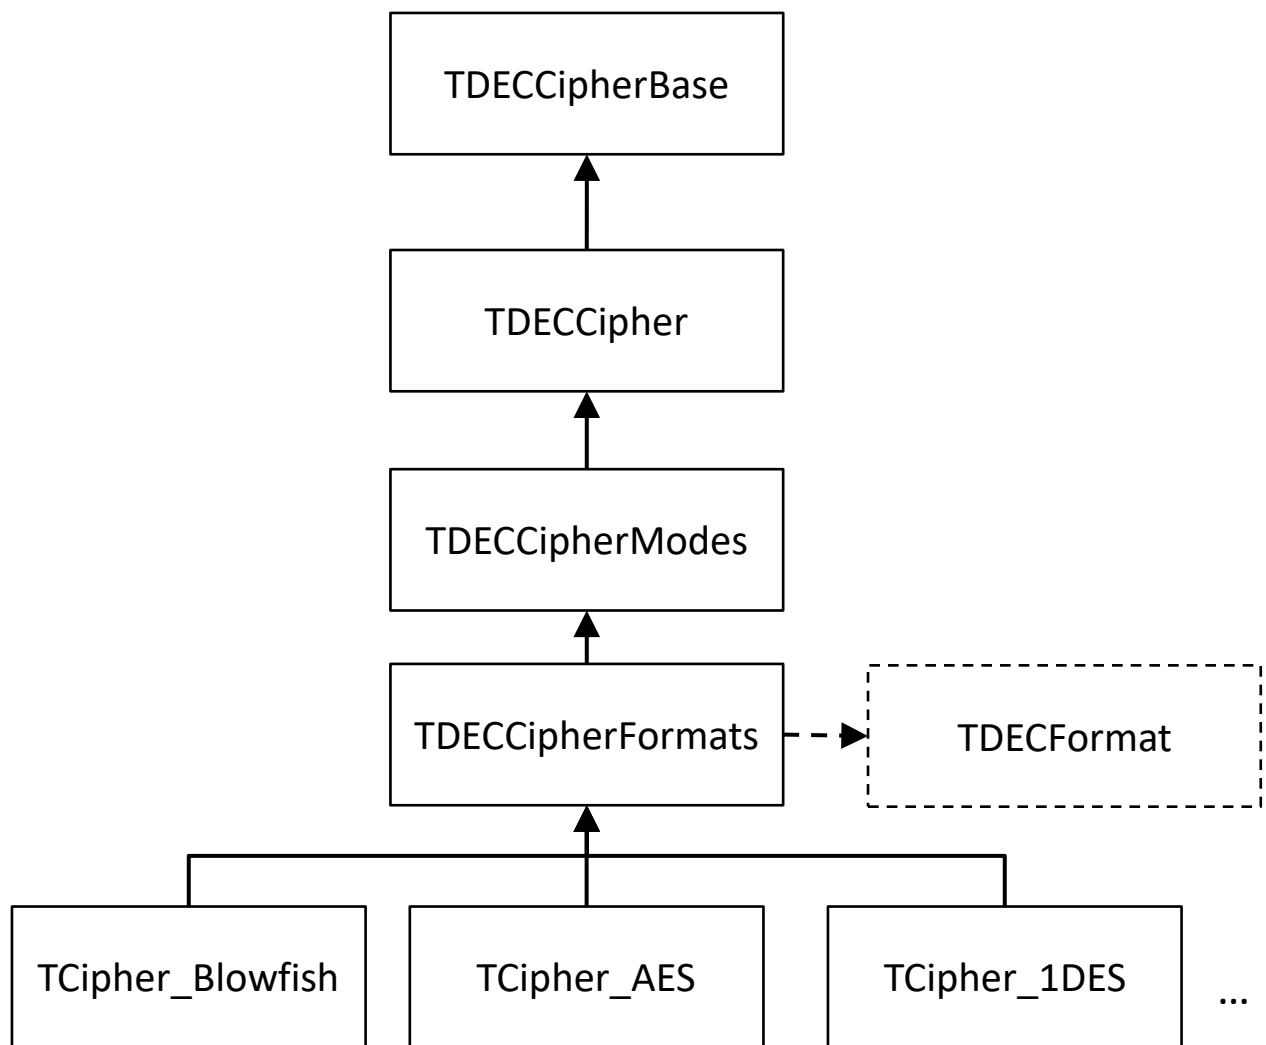 TDECCipherBase
TDECCipher
TDECCipherModes
TDECCipherFormats
TDECFormat
TCipher_Blowfish
TCipher_AES
TCipher_1DES
...